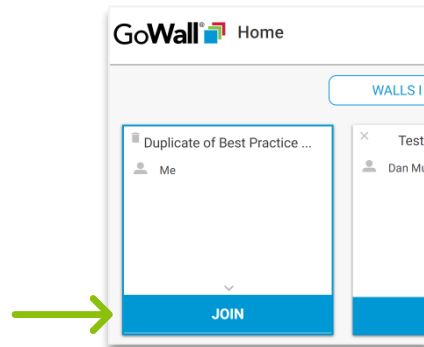 GoWall® Home
WALLS I
Duplicate of Best Practice ...
Me
JOIN
Test
Dan Mu